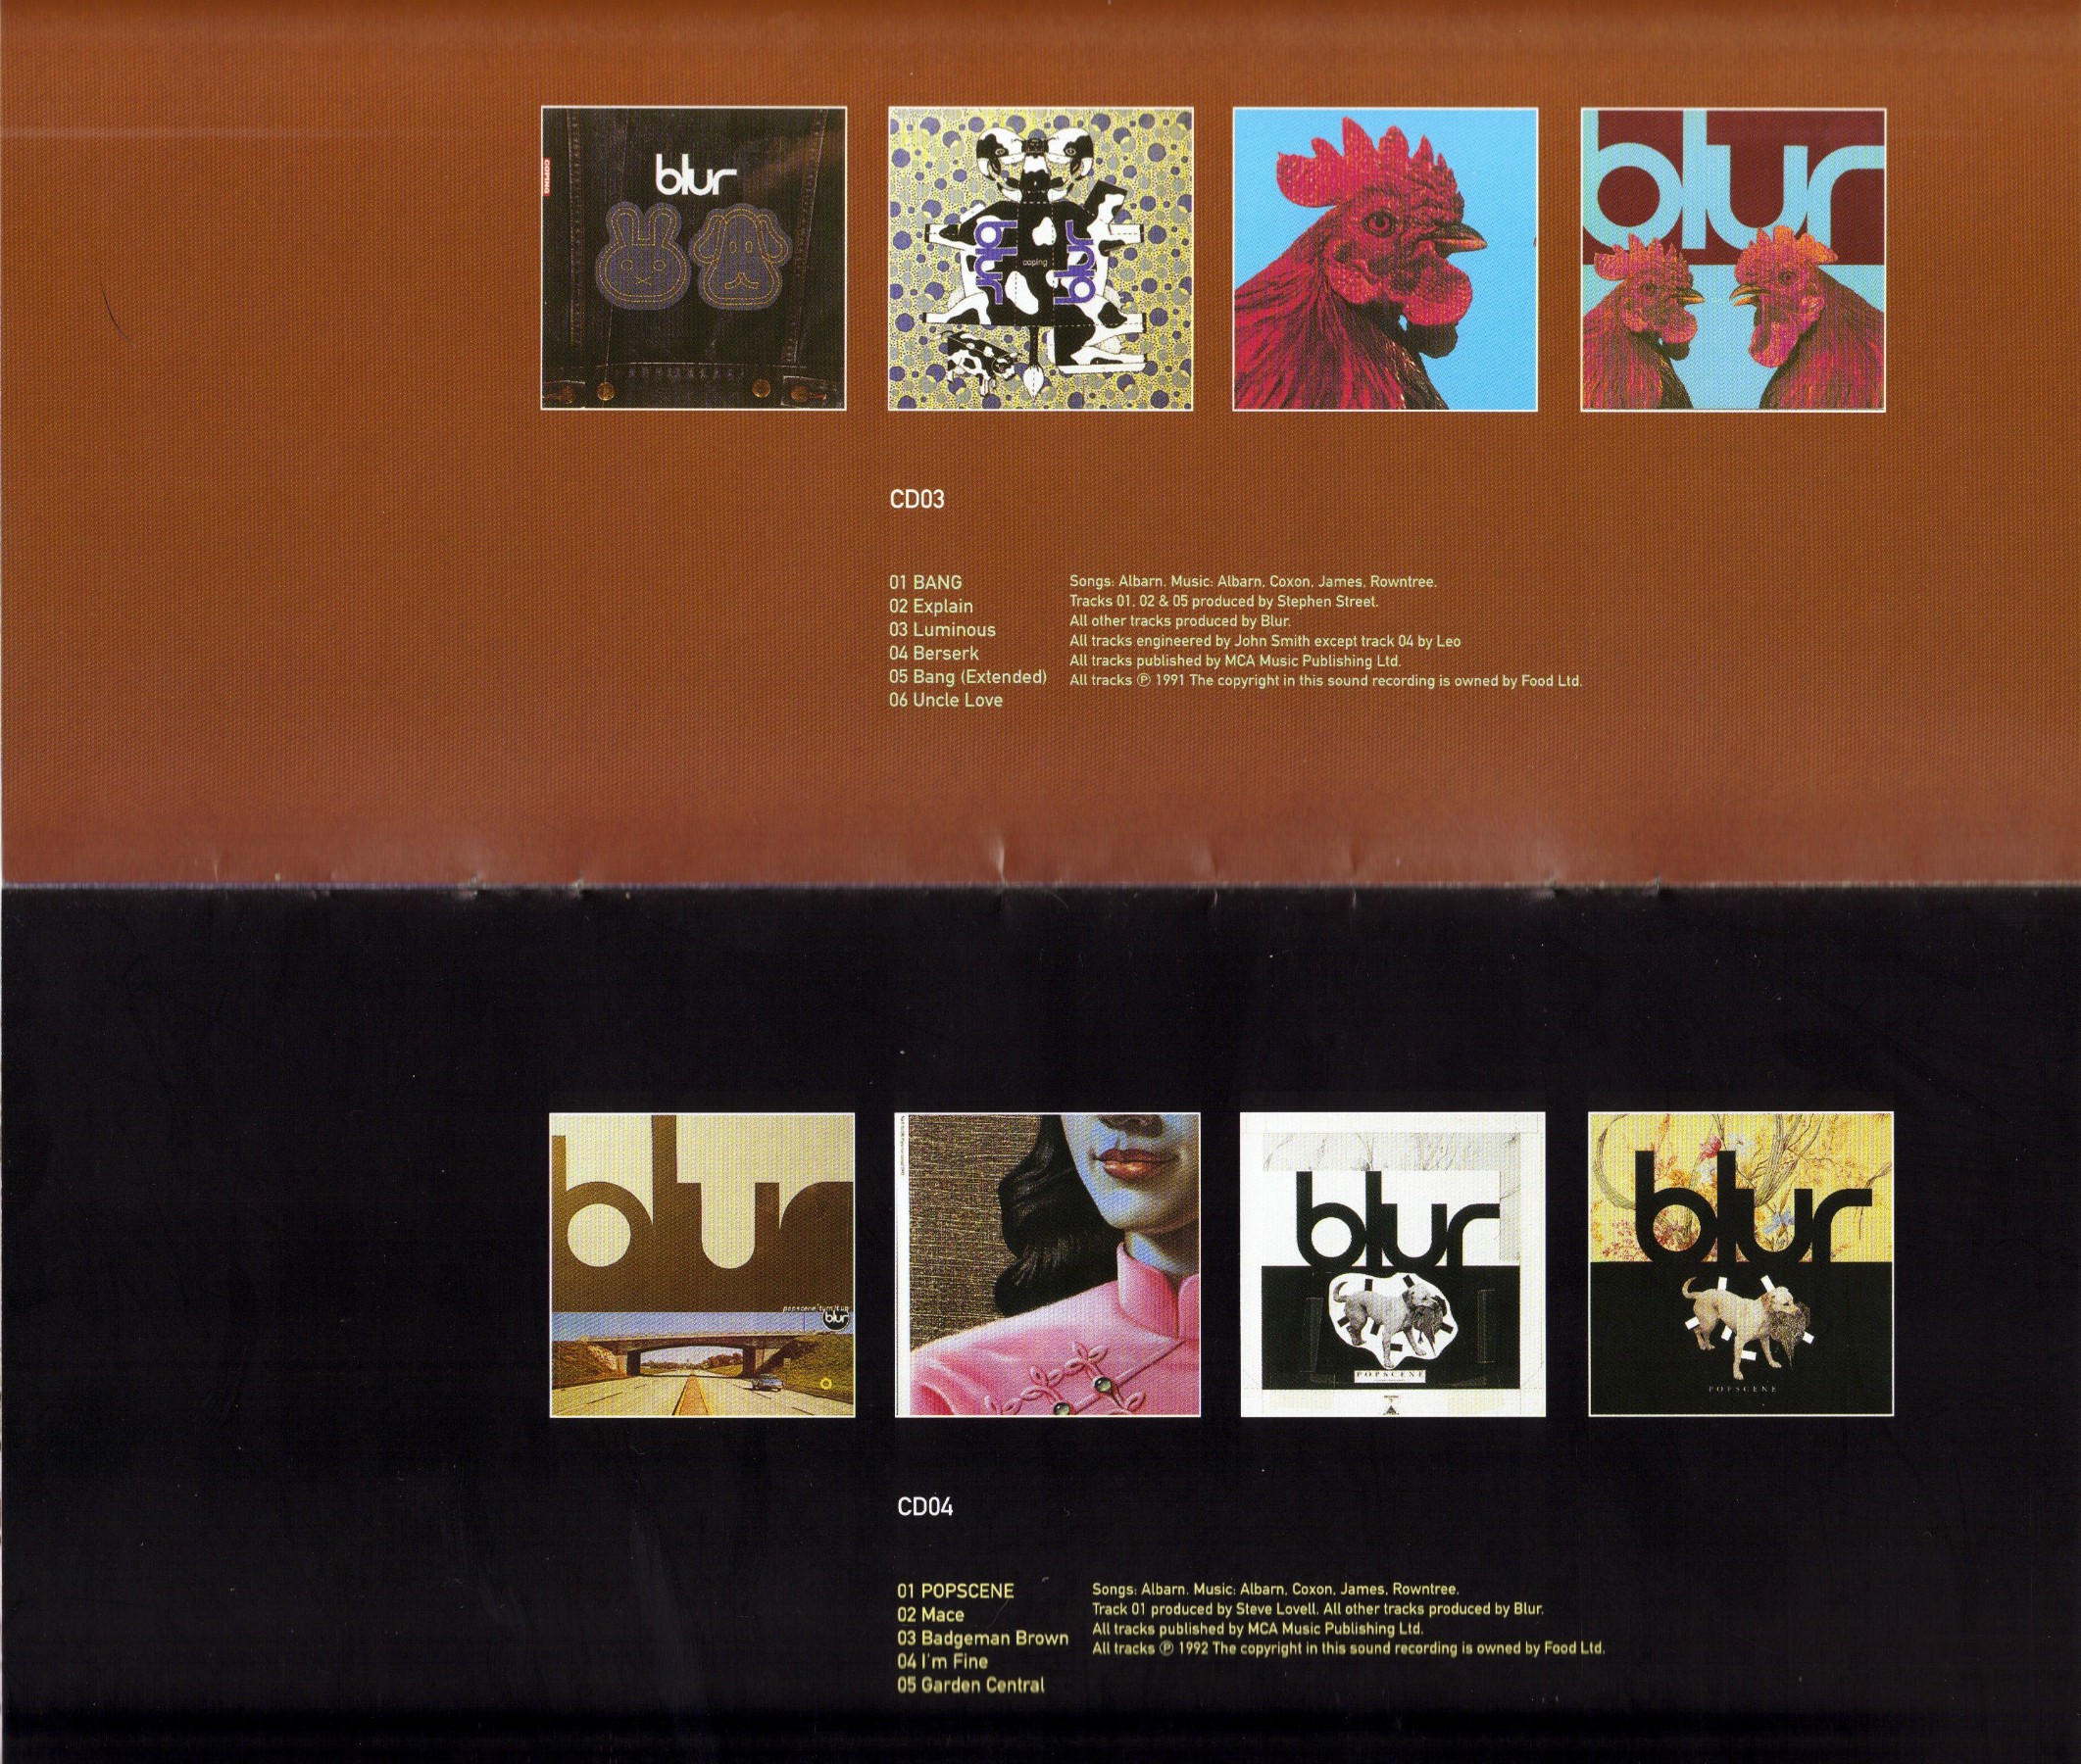 COPING
blur
blur
coping
blur
blur
CD03
01 BANG
02 Explain
03 Luminous
04 Berserk
05 Bang (Extended)
06 Uncle Love
Songs: Albarn. Music: Albarn, Coxon, James, Rowntree.
Tracks 01, 02 & 05 produced by Stephen Street.
All other tracks produced by Blur.
All tracks engineered by John Smith except track 04 by Leo
All tracks published by MCA Music Publishing Ltd.
All tracks ℗ 1991 The copyright in this sound recording is owned by Food Ltd.
blur
popscene/turn it up
blur
blur
POPSCENE
blur
POPSCENE
CD04
01 POPSCENE
02 Mace
03 Badgeman Brown
04 I'm Fine
05 Garden Central
Songs: Albarn. Music: Albarn, Coxon, James, Rowntree.
Track 01 produced by Steve Lovell. All other tracks produced by Blur.
All tracks published by MCA Music Publishing Ltd.
All tracks ℗ 1992 The copyright in this sound recording is owned by Food Ltd.